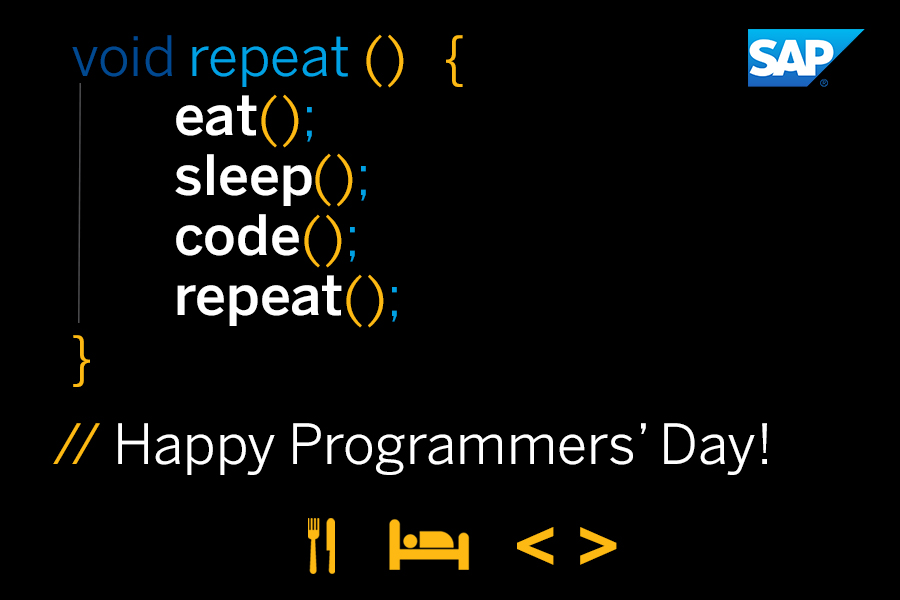 void repeat () {
SAP®
eat();
sleep();
code();
repeat();
}
// Happy Programmers’ Day!
< >